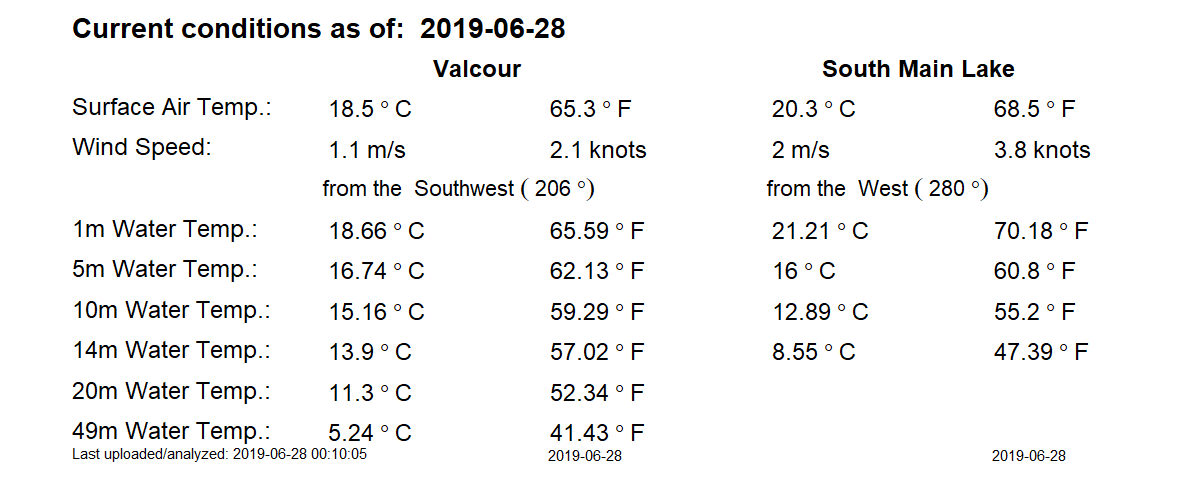 Current conditions as of: 2019-06-28
Valcour South Main Lake
Surface Air Temp.: 18.5 ° C 65.3 ° F 20.3 ° C 68.5 ° F
Wind Speed: 1.1 m/s 2.1 knots 2 m/s 3.8 knots
from the Southwest ( 206 °) from the West ( 280 °)
1m Water Temp.: 18.66 ° C 65.59 ° F 21.21 ° C 70.18 ° F
5m Water Temp.: 16.74 ° C 62.13 ° F 16 ° C 60.8 ° F
10m Water Temp.: 15.16 ° C 59.29 ° F 12.89 ° C 55.2 ° F
14m Water Temp.: 13.9 ° C 57.02 ° F 8.55 ° C 47.39 ° F
20m Water Temp.: 11.3 ° C 52.34 ° F
49m Water Temp.: 5.24 ° C 41.43 ° F
Last uploaded/analyzed: 2019-06-28 00:10:05 2019-06-28 2019-06-28